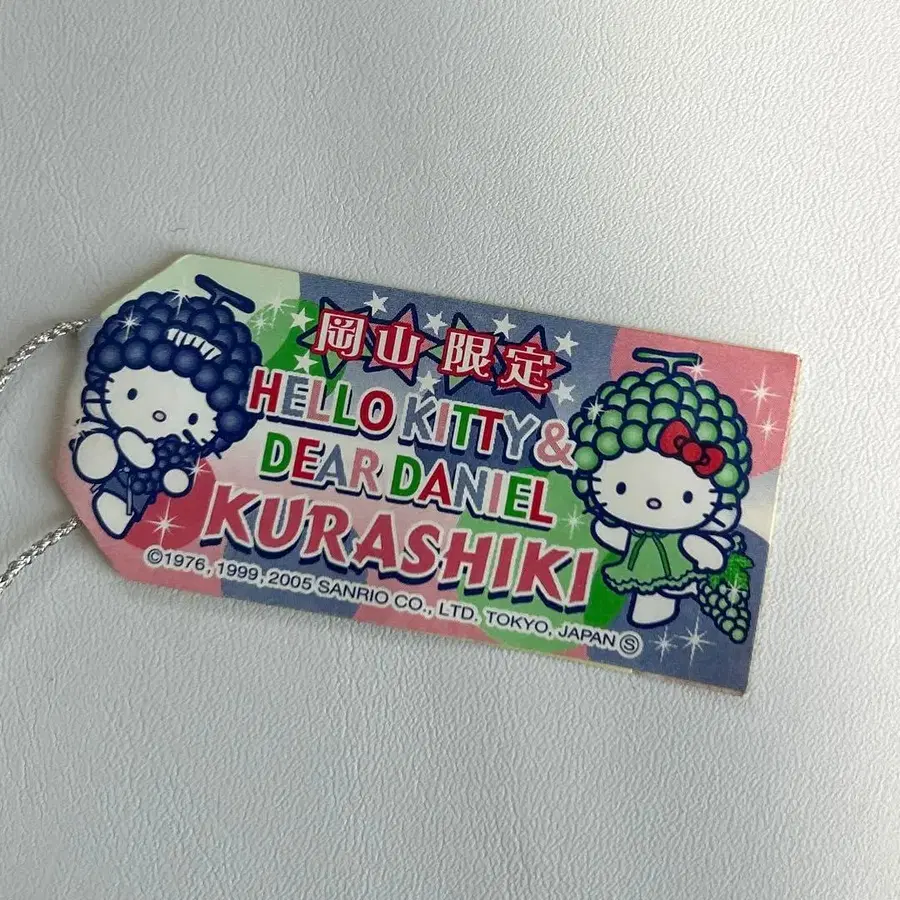 岡山限定
HELLO KITTY &
DEAR DANIEL
KURASHIKI
©1976, 1999, 2005 SANRIO CO., LTD. TOKYO, JAPAN Ⓢ